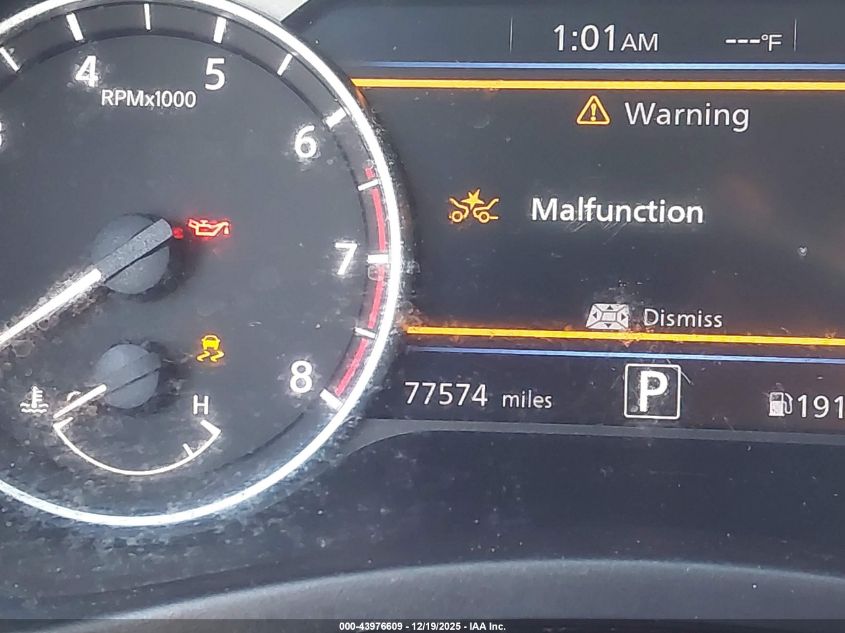 1:01AM ---°F
4 5
RPMx1000
Warning
6
Malfunction
7
Dismiss
8
77574 miles P 191
H
000-43976609 - 12/19/2025 - IAA Inc.